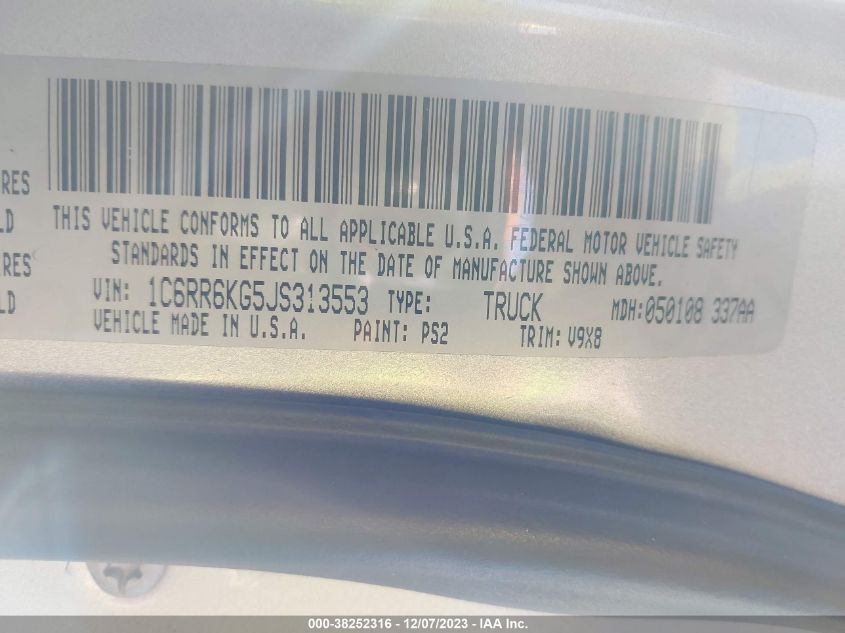 RES
LD
RES
LD
THIS VEHICLE CONFORMS TO ALL APPLICABLE U.S.A. FEDERAL MOTOR VEHICLE SAFETY
STANDARDS IN EFFECT ON THE DATE OF MANUFACTURE SHOWN ABOVE.
VIN: 1C6RR6KG5JS313553 TYPE: TRUCK MDH:050108 337AA
VEHICLE MADE IN U.S.A. PAINT: PS2 TRIM: V9X8
000-38252316 - 12/07/2023 - IAA Inc.